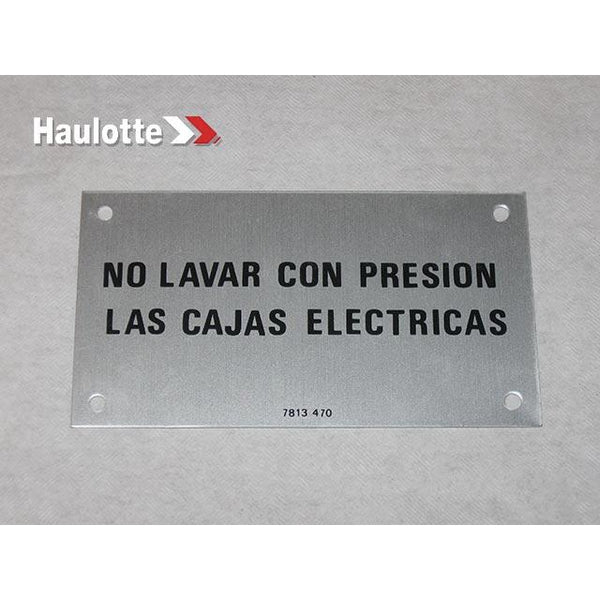 Haulotte
NO LAVAR CON PRESION
LAS CAJAS ELECTRICAS
7813 470